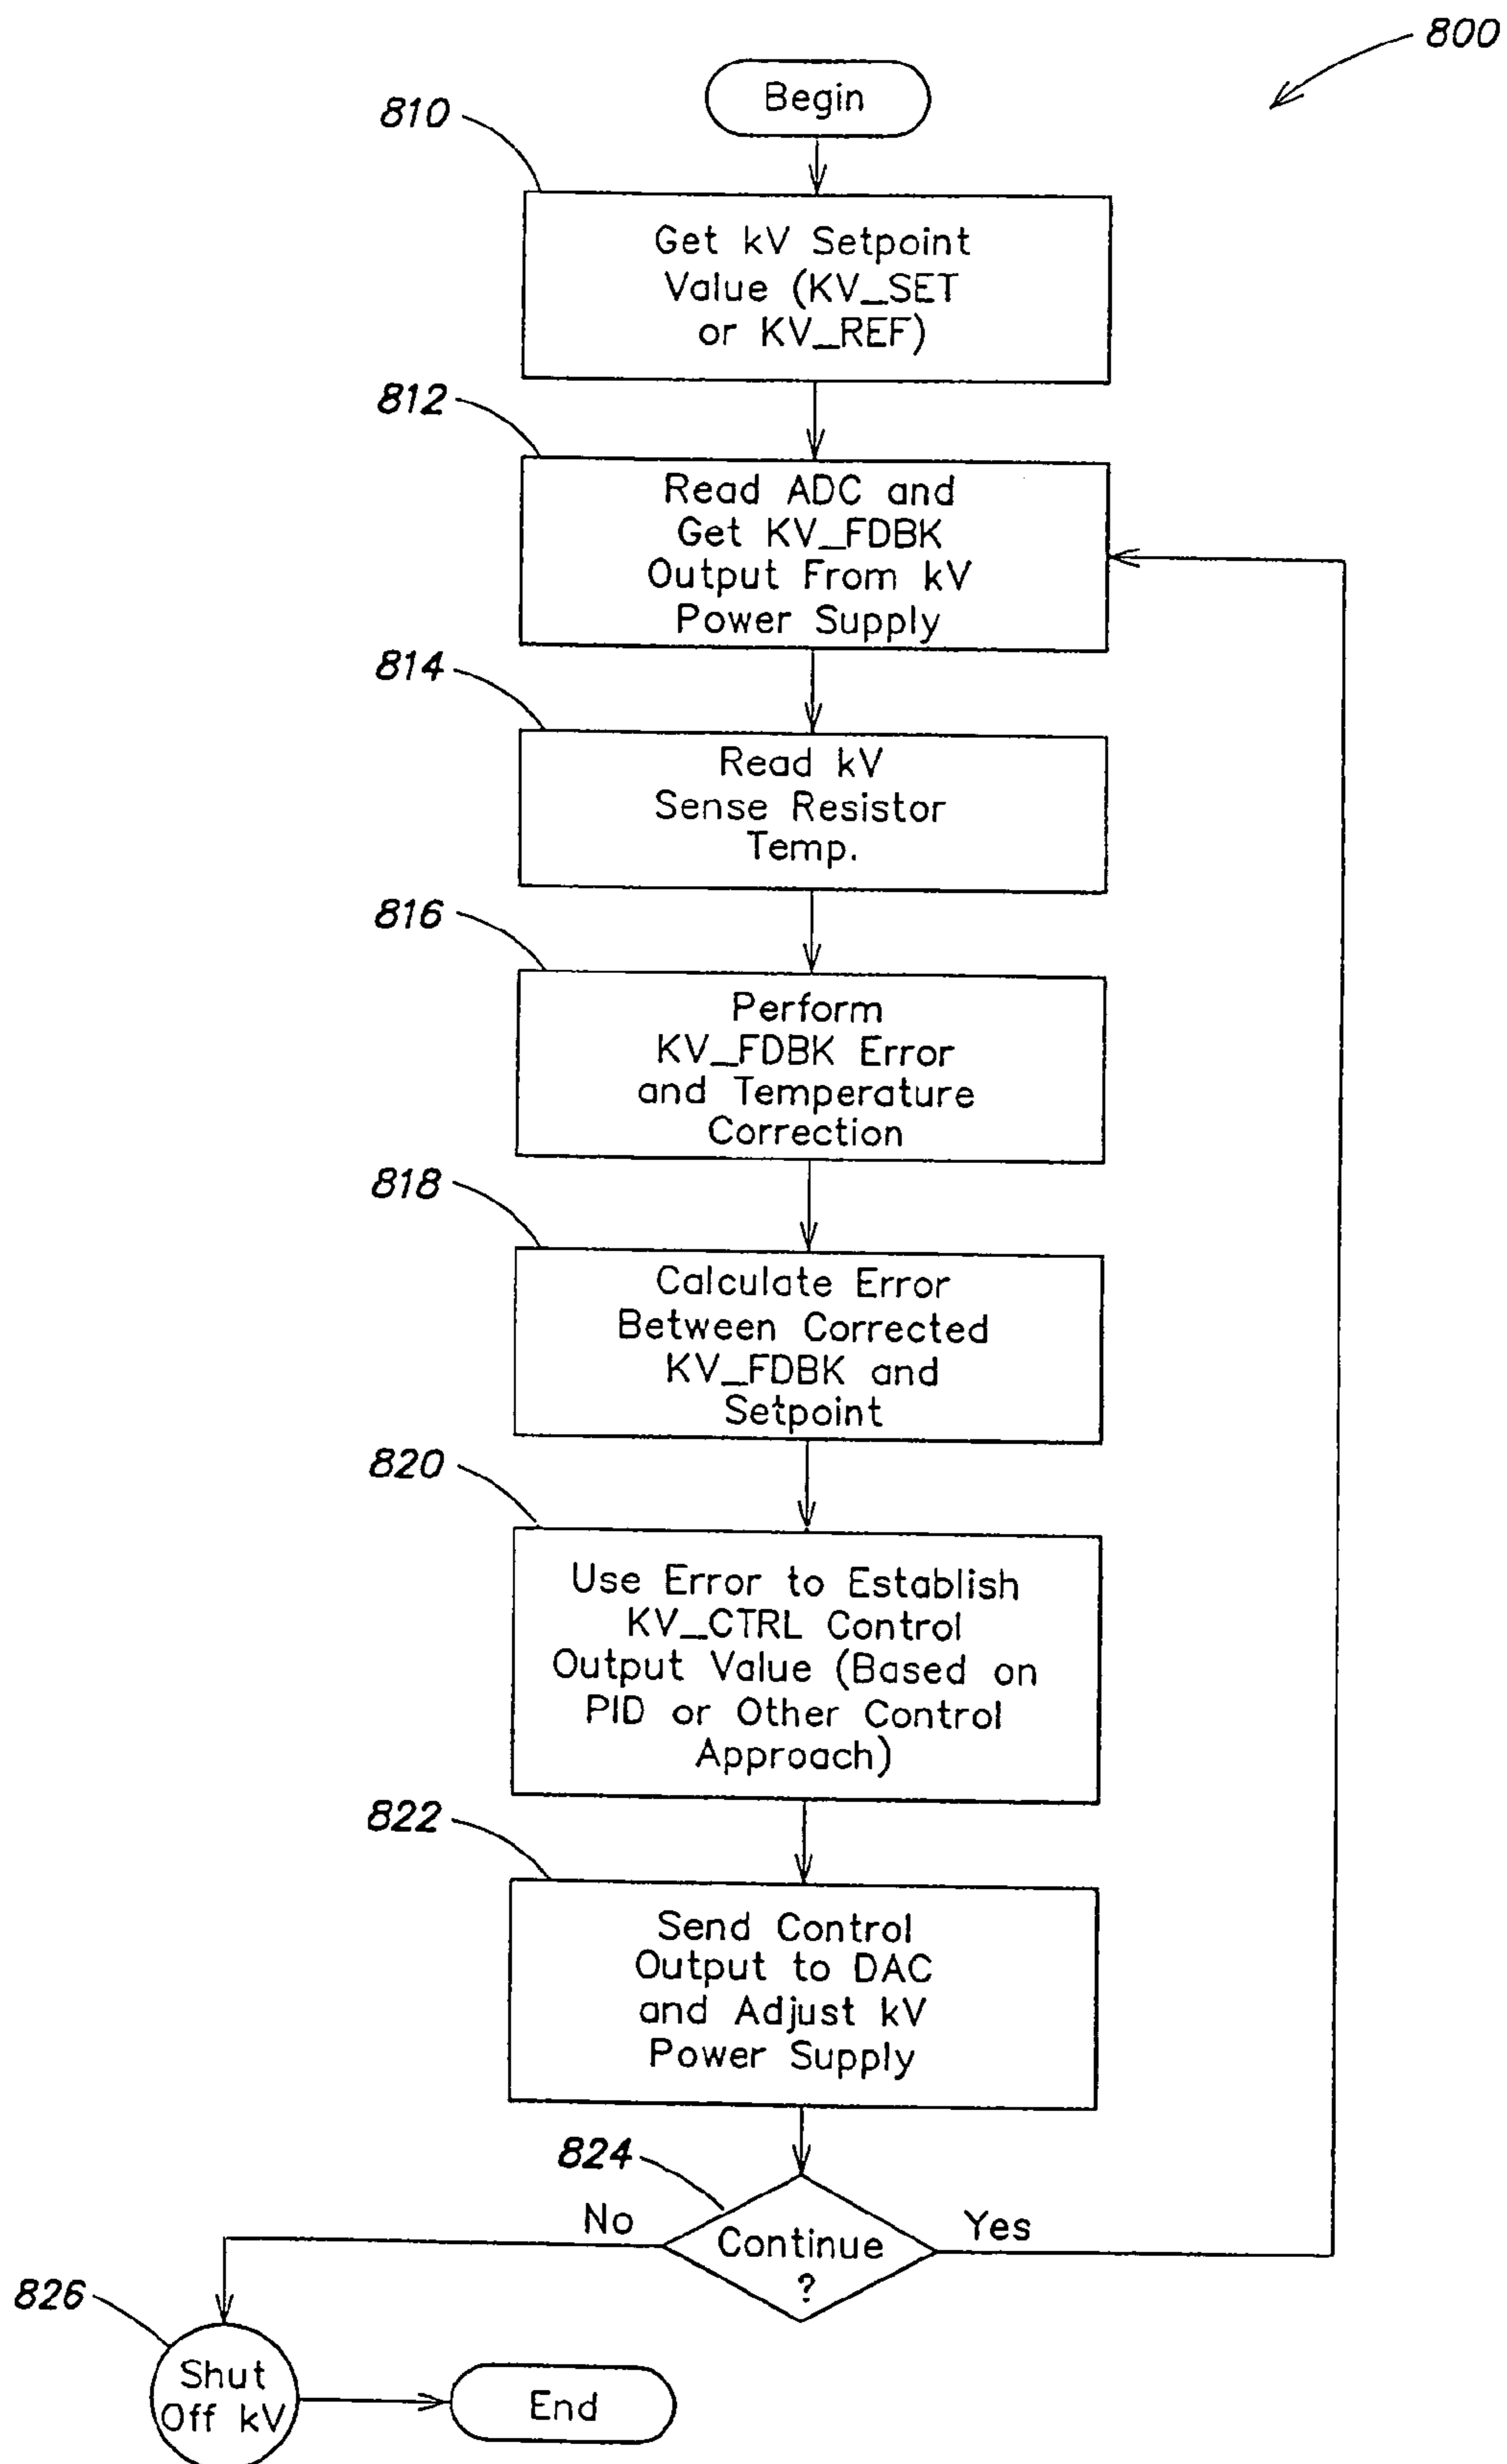 800
Begin
810
Get kV Setpoint
Value (KV_SET
or KV_REF)
812
Read ADC and
Get KV_FDBK
Output From kV
Power Supply
814
Read kV
Sense Resistor
Temp.
816
Perform
KV_FDBK Error
and Temperature
Correction
818
Calculate Error
Between Corrected
KV_FDBK and
Setpoint
820
Use Error to Establish
KV_CTRL Control
Output Value (Based on
PID or Other Control
Approach)
822
Send Control
Output to DAC
and Adjust kV
Power Supply
824
No
Continue
?
Yes
826
Shut
Off kV
End